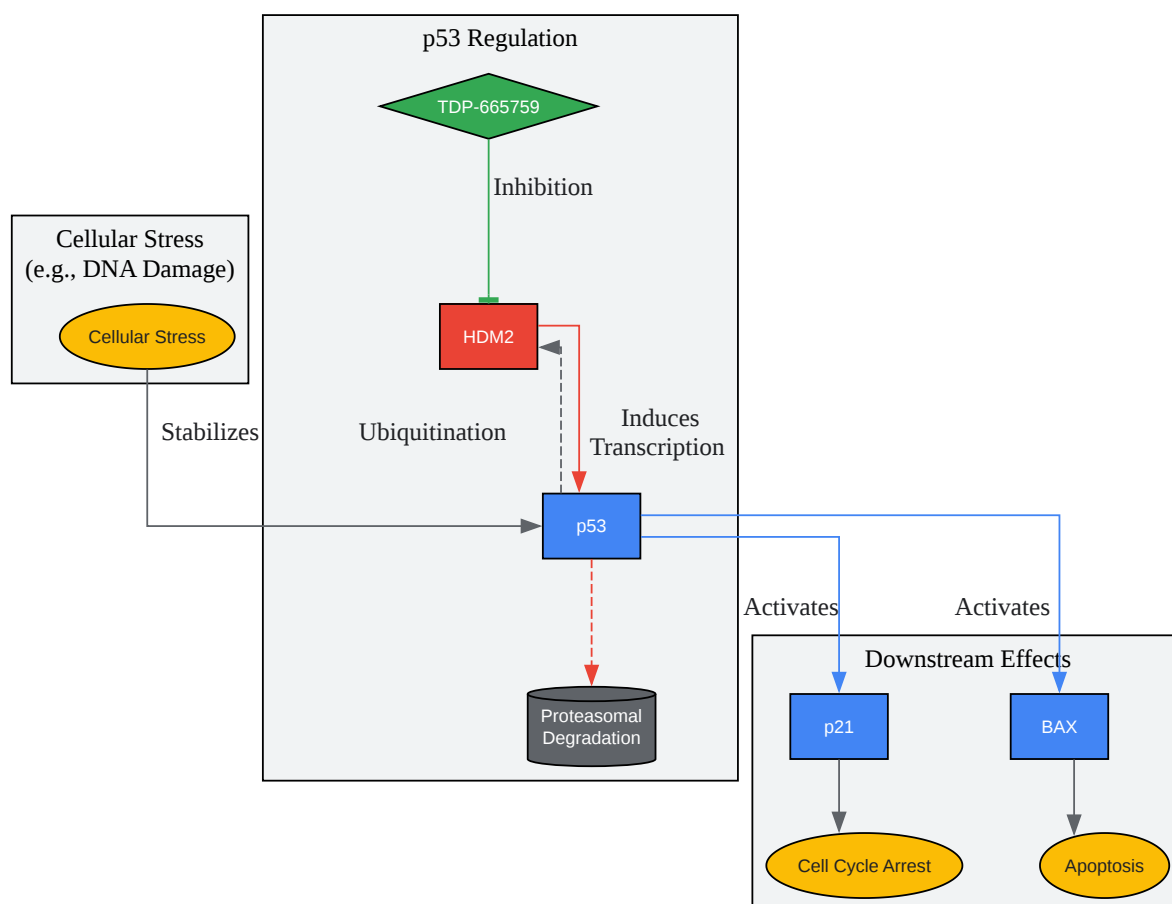 p53 Regulation
TDP-665759
Inhibition
Cellular Stress
(e.g., DNA Damage)
Cellular Stress
HDM2
Stabilizes
Ubiquitination
Induces
Transcription
p53
Activates
Activates
Downstream Effects
Proteasomal
Degradation
p21
BAX
Cell Cycle Arrest
Apoptosis